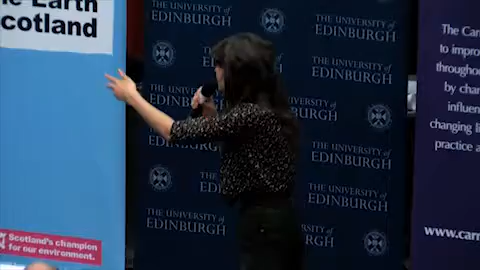 e Earth
cotland
Scotland's champion
for our environment.
THE UNIVERSITY of
EDINBURGH
THE UNIVERSITY of
EDINBURGH
THE UNIVERSITY of
EDINBURGH
THE UNIVERSITY of
EDINBURGH
THE UNIVERSITY of
EDINBURGH
THE UNIVERSITY of
EDINBURGH
The Car
to impro
througho
by char
influen
changing li
practice a
www.carn